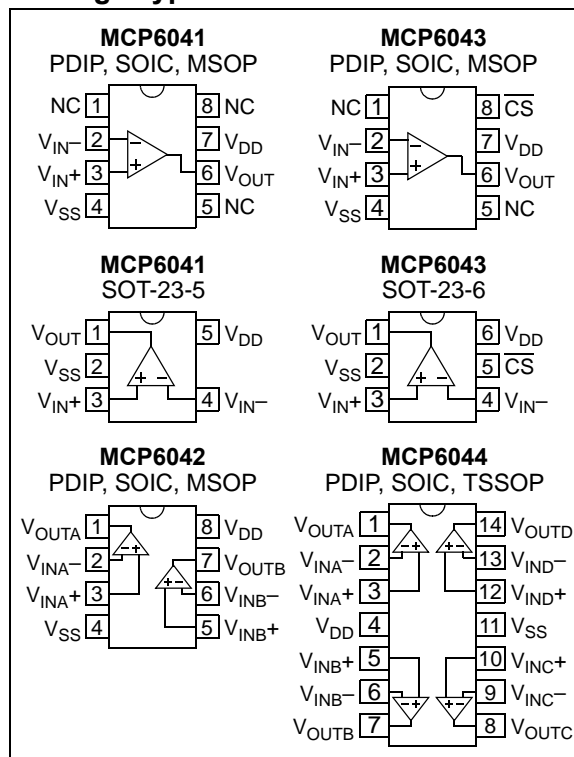 MCP6041
PDIP, SOIC, MSOP
NC 1 8 NC
VIN– 2 7 VDD
VIN+ 3 6 VOUT
VSS 4 5 NC
– +
MCP6043
PDIP, SOIC, MSOP
NC 1 8 CS
VIN– 2 7 VDD
VIN+ 3 6 VOUT
VSS 4 5 NC
– +
MCP6041
SOT-23-5
VOUT 1 5 VDD
VSS 2
VIN+ 3 4 VIN–
+ –
MCP6043
SOT-23-6
VOUT 1 6 VDD
VSS 2 5 CS
VIN+ 3 4 VIN–
+ –
MCP6042
PDIP, SOIC, MSOP
VOUTA 1 8 VDD
VINA– 2 7 VOUTB
VINA+ 3 6 VINB–
VSS 4 5 VINB+
– +
+ –
MCP6044
PDIP, SOIC, TSSOP
VOUTA 1 14 VOUTD
VINA– 2 13 VIND–
VINA+ 3 12 VIND+
VDD 4 11 VSS
VINB+ 5 10 VINC+
VINB– 6 9 VINC–
VOUTB 7 8 VOUTC
– + + –
– + + –